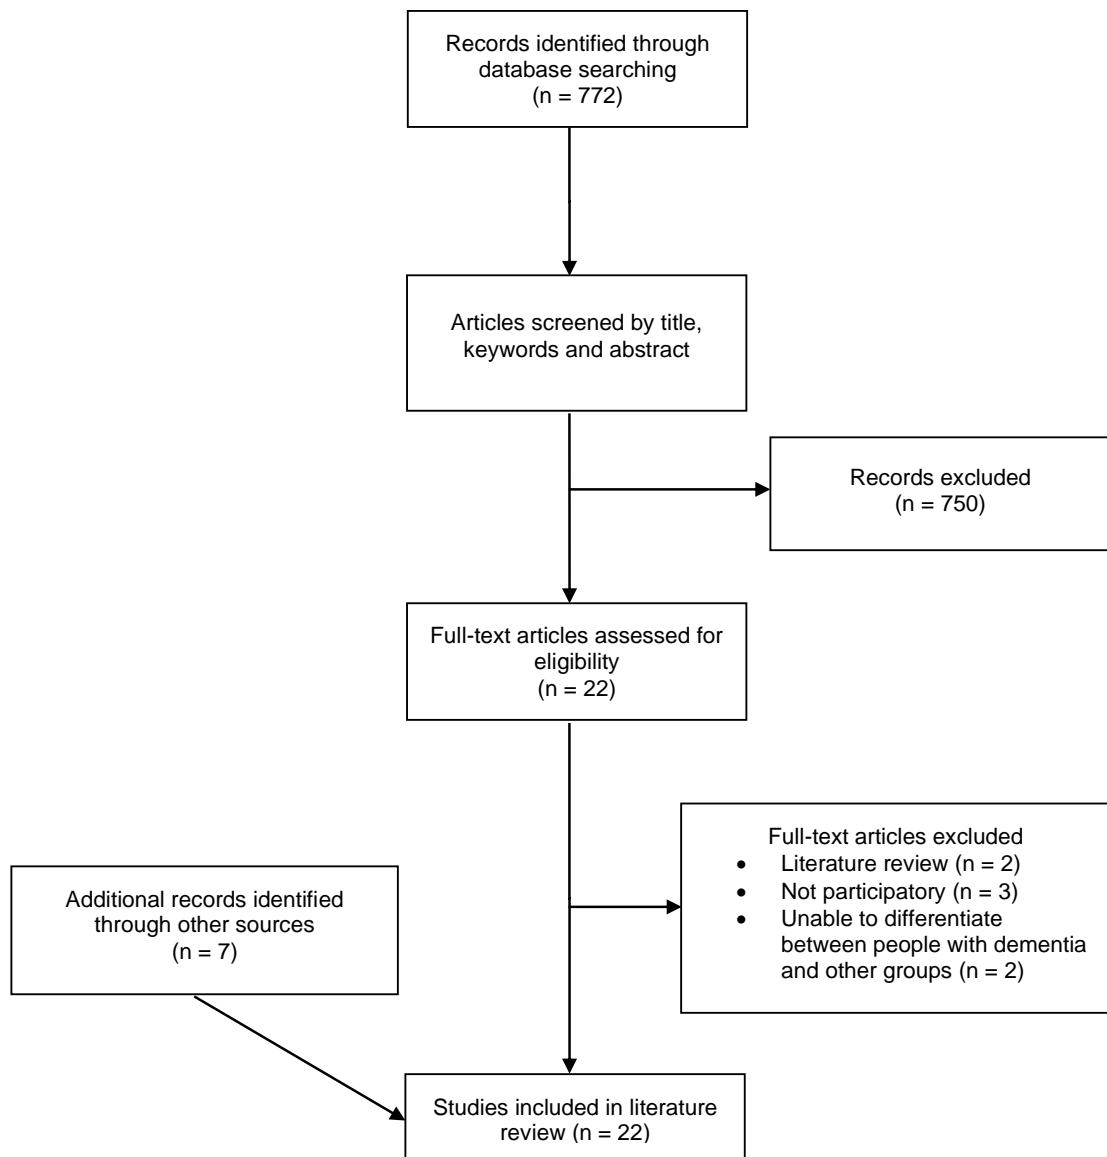 Records identified through
database searching
(n = 772)
Articles screened by title,
keywords and abstract
Records excluded
(n = 750)
Full-text articles assessed for
eligibility
(n = 22)
Full-text articles excluded
• Literature review (n = 2)
• Not participatory (n = 3)
• Unable to differentiate
between people with dementia
and other groups (n = 2)
Additional records identified
through other sources
(n = 7)
Studies included in literature
review (n = 22)